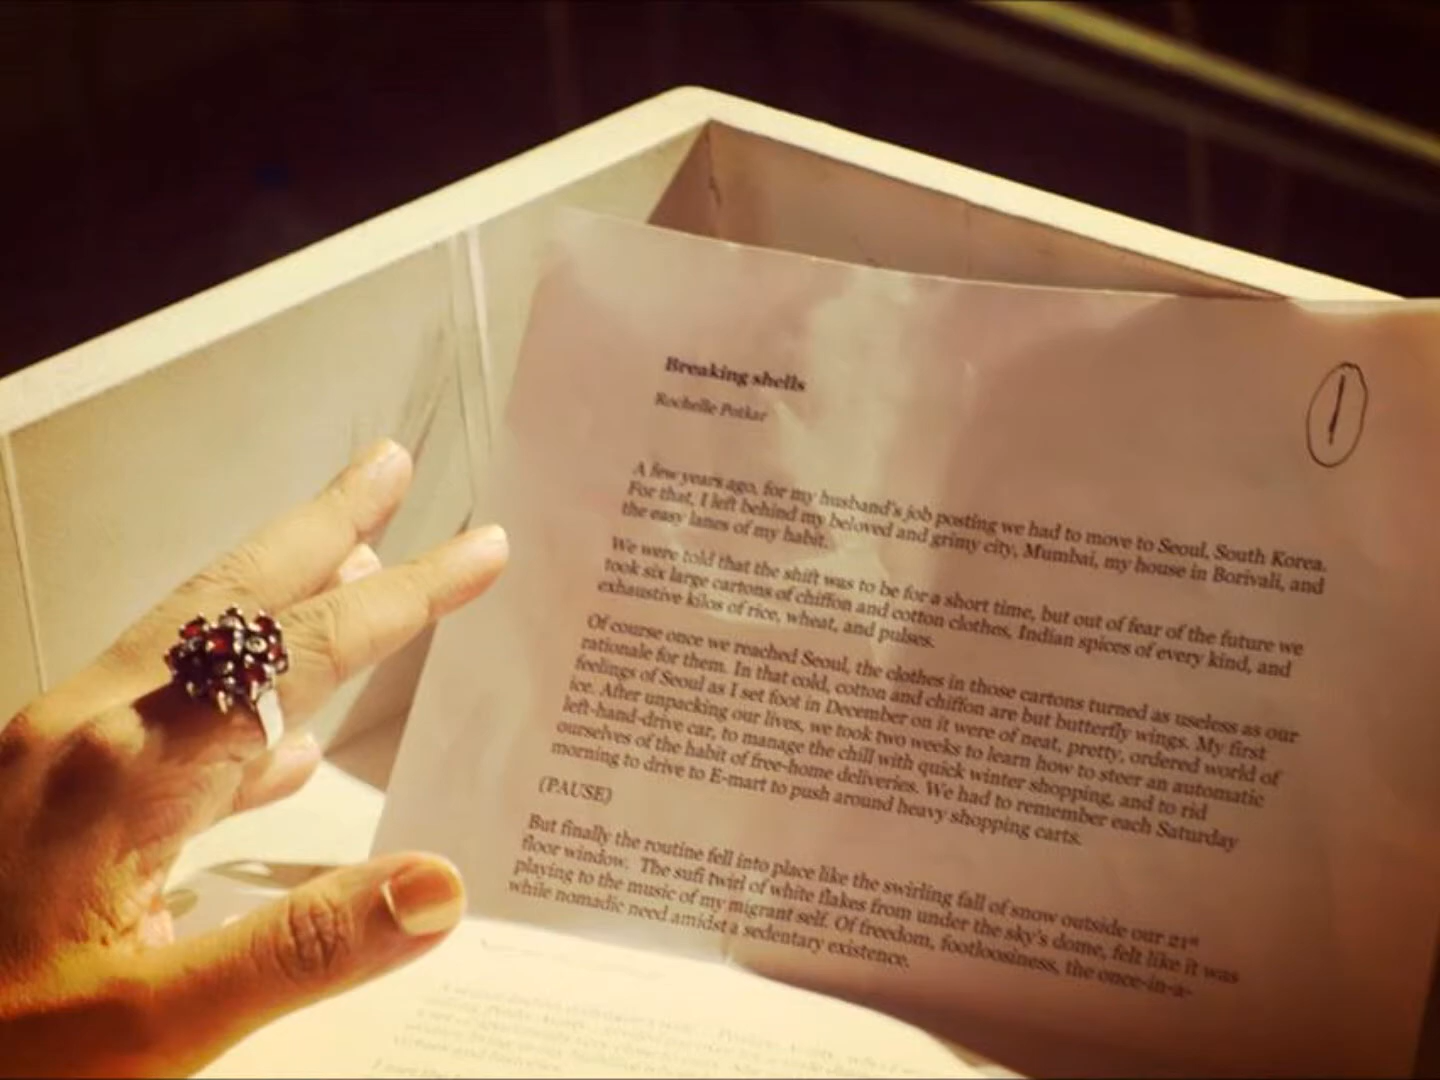 Breaking shells
Rochelle Potkar
1
A few years ago, for my husband's job posting we had to move to Seoul, South Korea.
For that, I left behind my beloved and grimy city, Mumbai, my house in Borivali, and
the easy lanes of my habit.
We were told that the shift was to be for a short time, but out of fear of the future we
took six large cartons of chiffon and cotton clothes, Indian spices of every kind, and
exhaustive kilos of rice, wheat, and pulses.
Of course once we reached Seoul, the clothes in those cartons turned as useless as our
rationale for them. In that cold, cotton and chiffon are but butterfly wings. My first
feelings of Seoul as I set foot in December on it were of neat, pretty, ordered world of
ice. After unpacking our lives, we took two weeks to learn how to steer an automatic
left-hand-drive car, to manage the chill with quick winter shopping, and to rid
ourselves of the habit of free-home deliveries. We had to remember each Saturday
morning to drive to E-mart to push around heavy shopping carts.
(PAUSE)
But finally the routine fell into place like the swirling fall of snow outside our 21st
floor window. The sufi twirl of white flakes from under the sky's dome, felt like it was
playing to the music of my migrant self. Of freedom, footloosiness, the once-in-a-
while nomadic need amidst a sedentary existence.